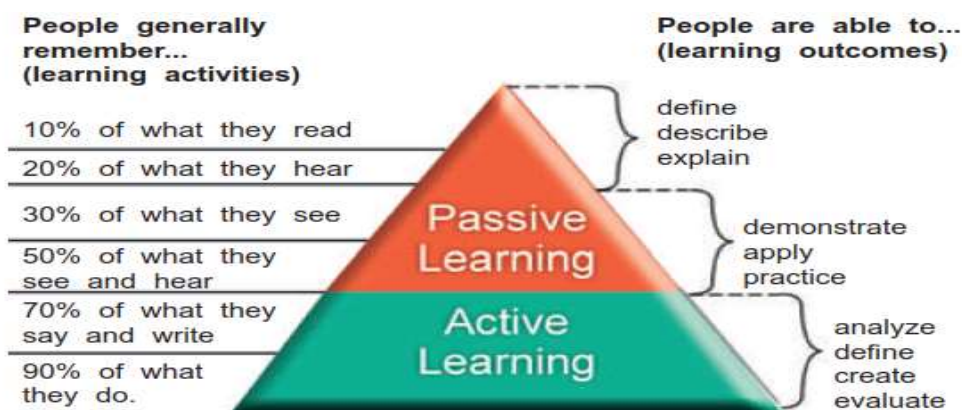 People generally
remember...
(learning activities)
10% of what they read
20% of what they hear
30% of what they see
50% of what they
see and hear
70% of what they
say and write
90% of what
they do.
Passive
Learning
Active
Learning
People are able to...
(learning outcomes)
define
describe
explain
demonstrate
apply
practice
analyze
define
create
evaluate